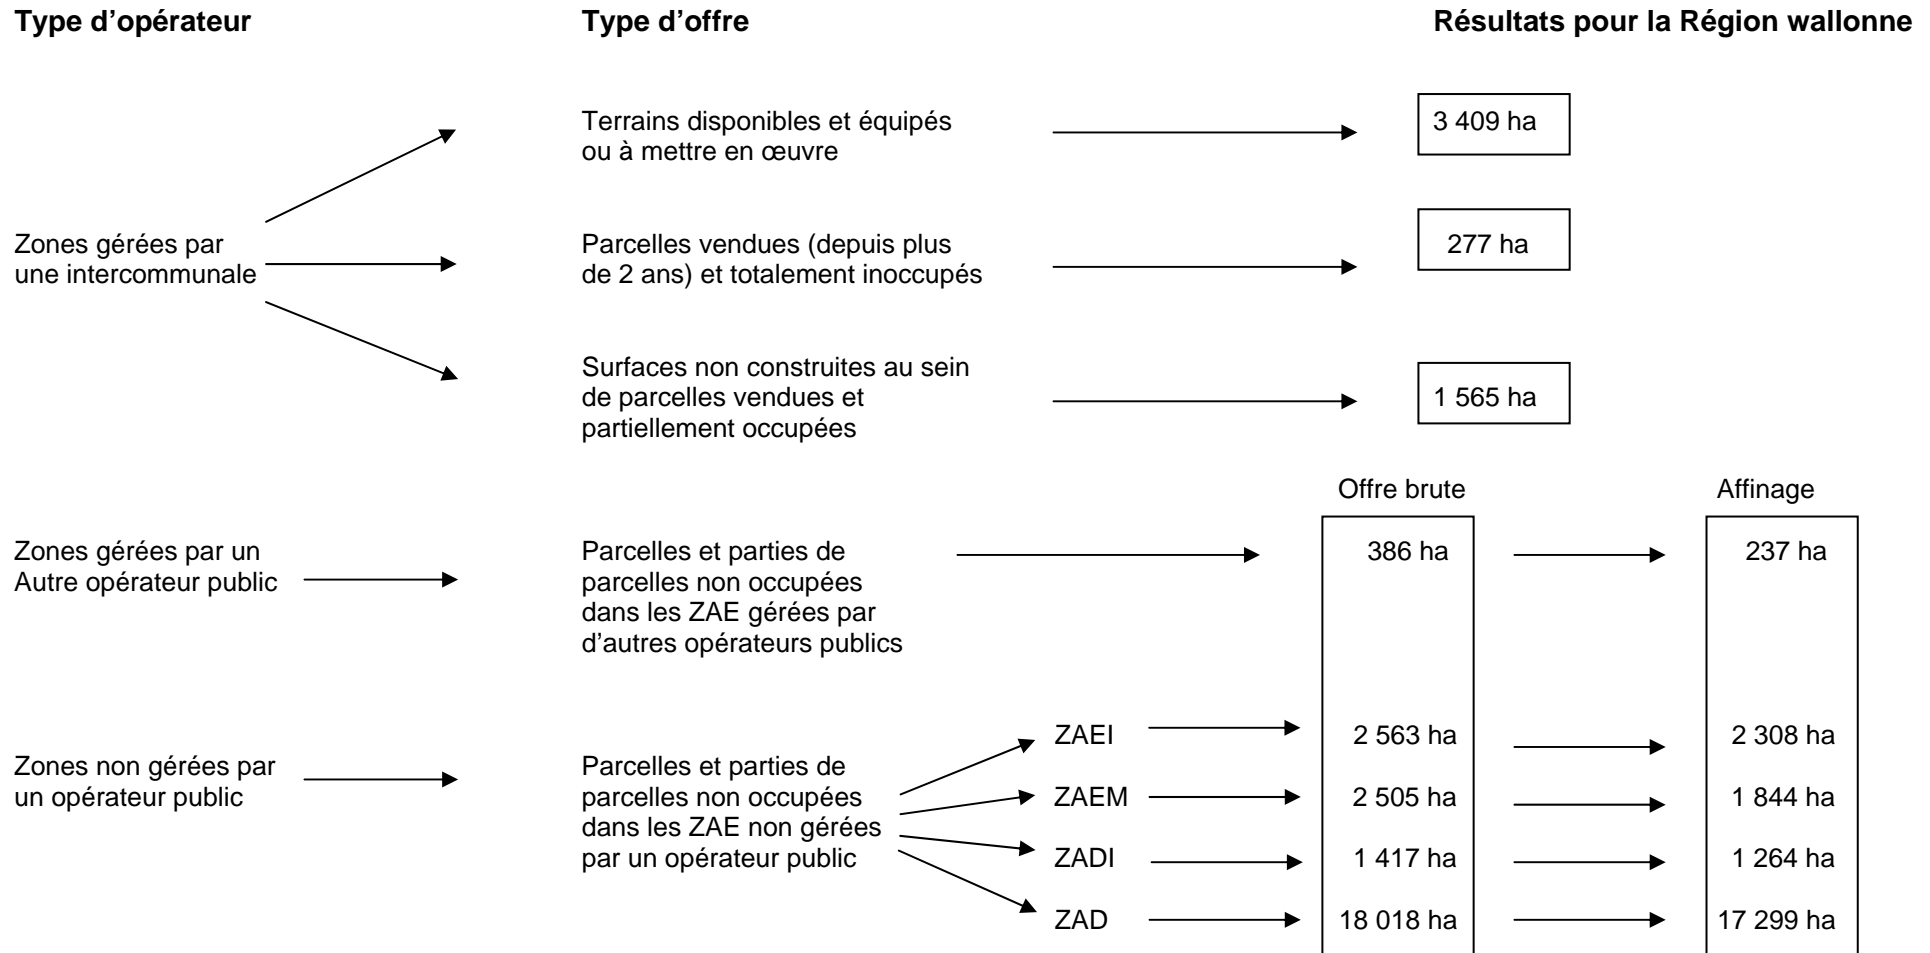 Type d'opérateur
Type d'offre
Résultats pour la Région wallonne
Terrains disponibles et équipés
ou à mettre en œuvre
3 409 ha
Zones gérées par
une intercommunale
Parcelles vendues (depuis plus
de 2 ans) et totalement inoccupés
277 ha
Surfaces non construites au sein
de parcelles vendues et
partiellement occupées
1 565 ha
Offre brute
Affinage
Zones gérées par un
Autre opérateur public
Parcelles et parties de
parcelles non occupées
dans les ZAE gérées par
d'autres opérateurs publics
386 ha
237 ha
Zones non gérées par
un opérateur public
Parcelles et parties de
parcelles non occupées
dans les ZAE non gérées
par un opérateur public
ZAEI
2 563 ha
2 308 ha
ZAEM
2 505 ha
1 844 ha
ZADI
1 417 ha
1 264 ha
ZAD
18 018 ha
17 299 ha